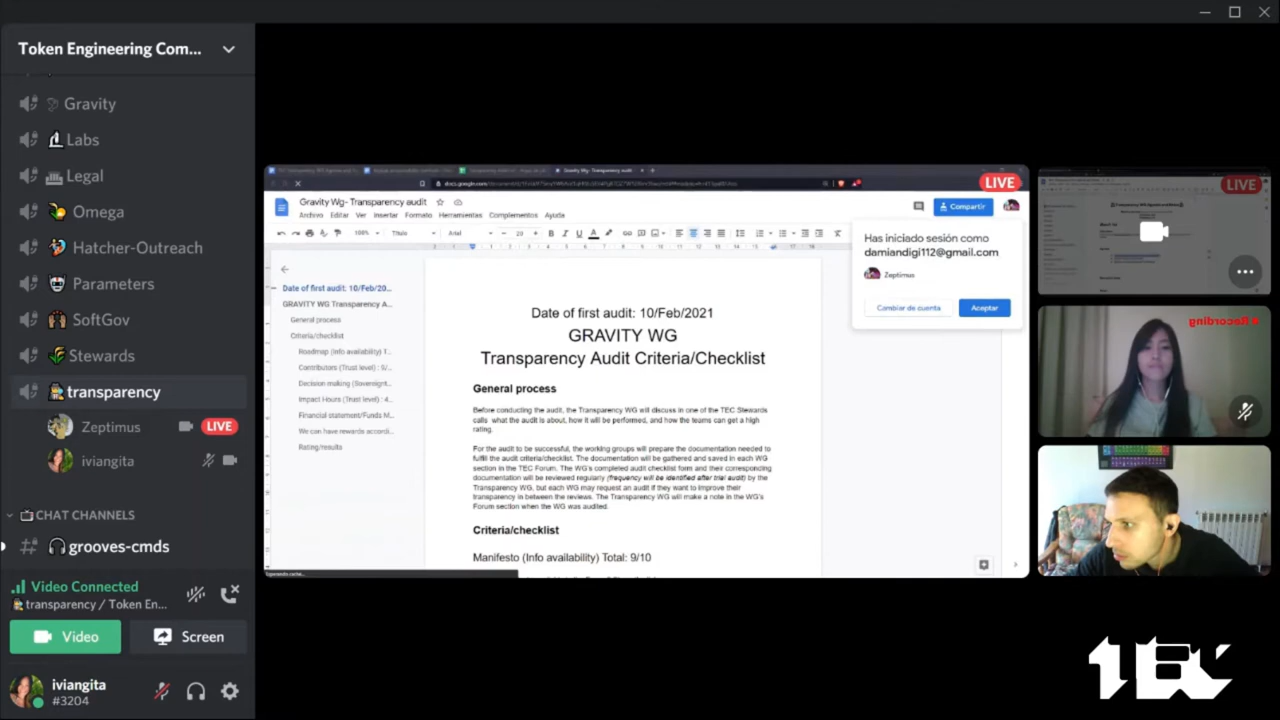 Token Engineering Com...
Gravity
Labs
Legal
Omega
Hatcher-Outreach
Parameters
SoftGov
Stewards
transparency
Zeptimus
LIVE
iviangita
CHAT CHANNELS
grooves-cmds
Video Connected
transparency / Token En...
Video
Screen
iviangita
#3204
Gravity Wg- Transparency audit
LIVE
Archivo Editar Ver Insertar Formato Herramientas Complementos Ayuda
Compartir
100%
Título
Arial
20
Has iniciado sesión como
damiandigi112@gmail.com
Zeptimus
Cambiar de cuenta
Aceptar
Date of first audit: 10/Feb/20...
GRAVITY WG Transparency A...
General process
Criteria/checklist
Roadmap (Info availability) T...
Contributors (Trust level) : 9/...
Decision making (Sovereignt...
Impact Hours (Trust level) : 4...
Financial statement/Funds M...
We can have rewards accordi...
Rating/results
Date of first audit: 10/Feb/2021
GRAVITY WG
Transparency Audit Criteria/Checklist
General process
Before conducting the audit, the Transparency WG will discuss in one of the TEC Stewards
calls what the audit is about, how it will be performed, and how the teams can get a high
rating.
For the audit to be successful, the working groups will prepare the documentation needed to
fulfill the audit criteria/checklist. The documentation will be gathered and saved in each WG
section in the TEC Forum. The WG's completed audit checklist form and their corresponding
documentation will be reviewed regularly (frequency will be identified after trial audit) by the
Transparency WG, but each WG may request an audit if they want to improve their
transparency in between the reviews. The Transparency WG will make a note in the WG's
Forum section when the WG was audited.
Criteria/checklist
Manifesto (Info availability) Total: 9/10
LIVE
Recording
TEC